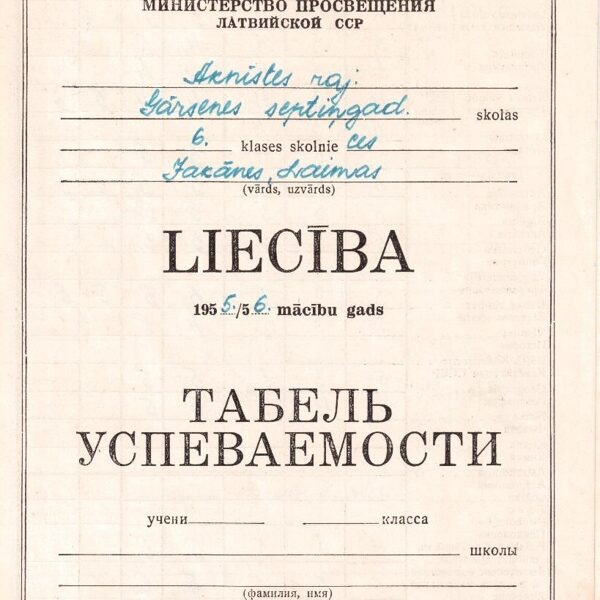 МИНИСТЕРСТВО ПРОСВЕЩЕНИЯ
ЛАТВИЙСКОЙ ССР
Aknīstes raj.
Gārsenes septiņgad. skolas
6. klases skolnieces
Jakānes, Laimas
(vārds, uzvārds)
LIECĪBA
1955./56. mācību gads
ТАБЕЛЬ
УСПЕВАЕМОСТИ
учени класса
школы
(фамилия, имя)